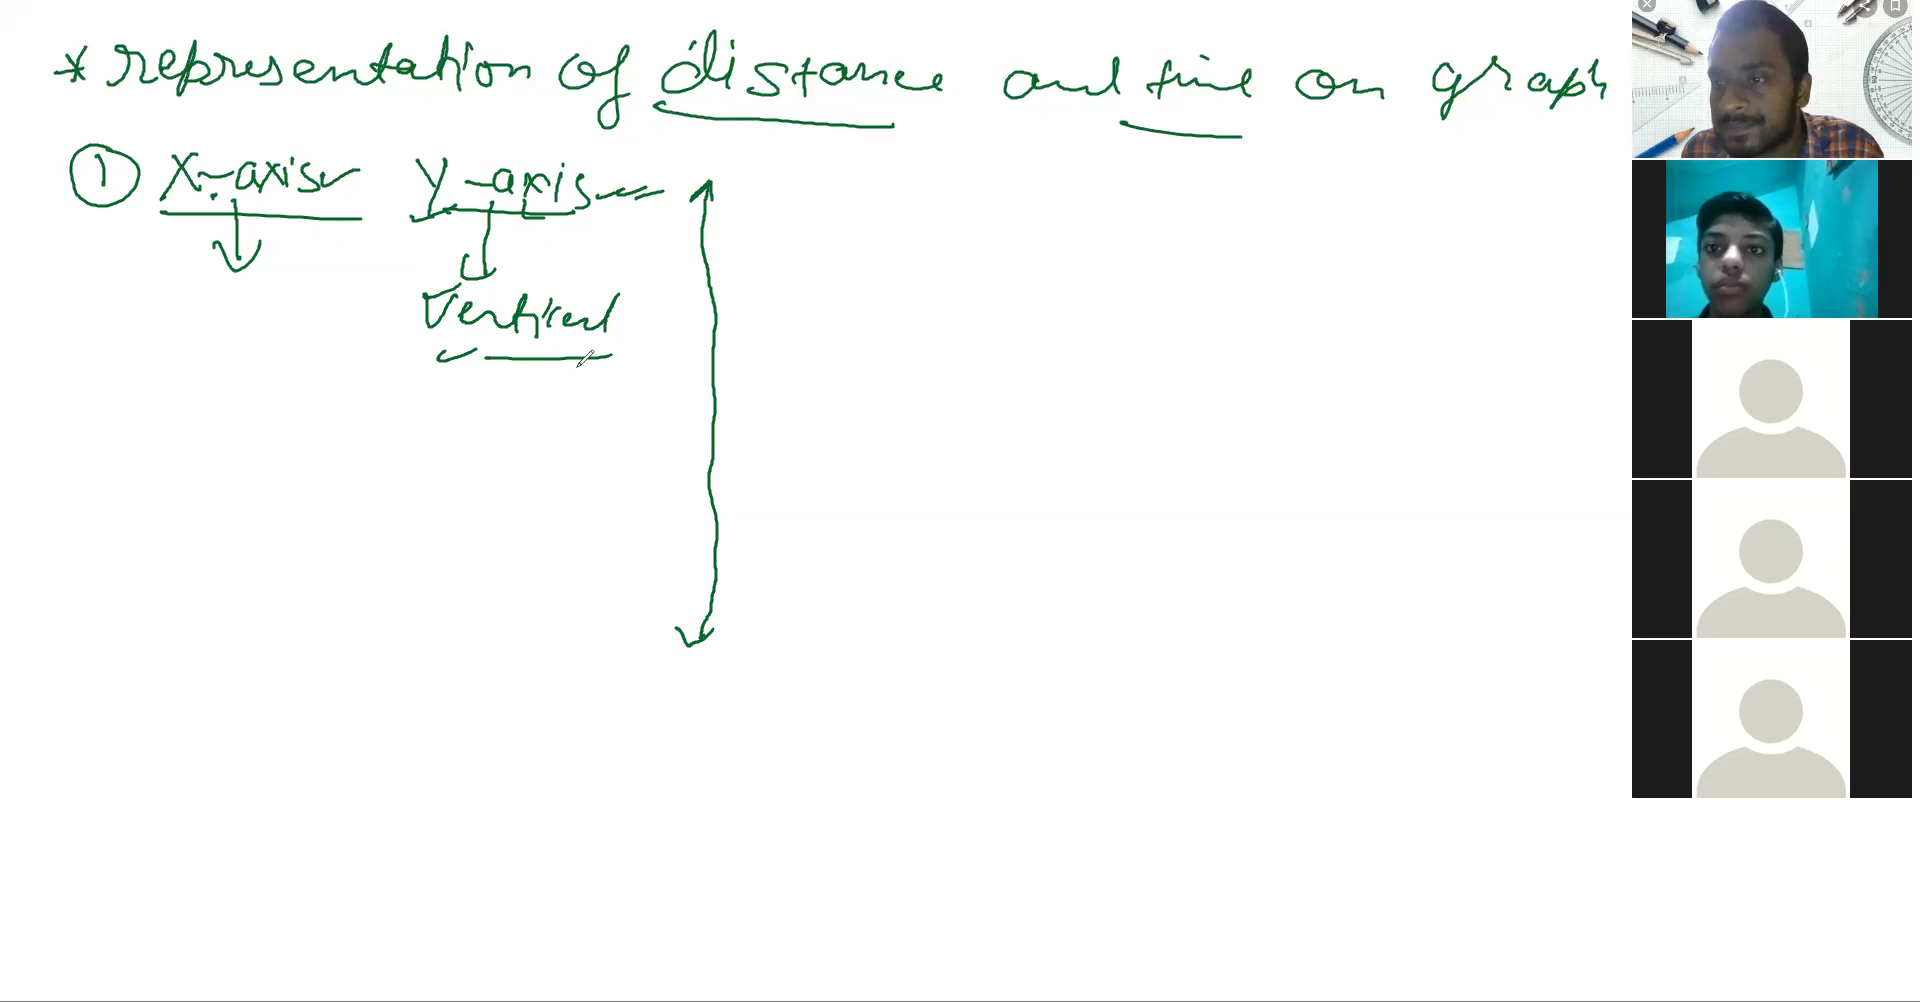 * representation of distance and time on graph
① X-axis Y-axis
Vertical